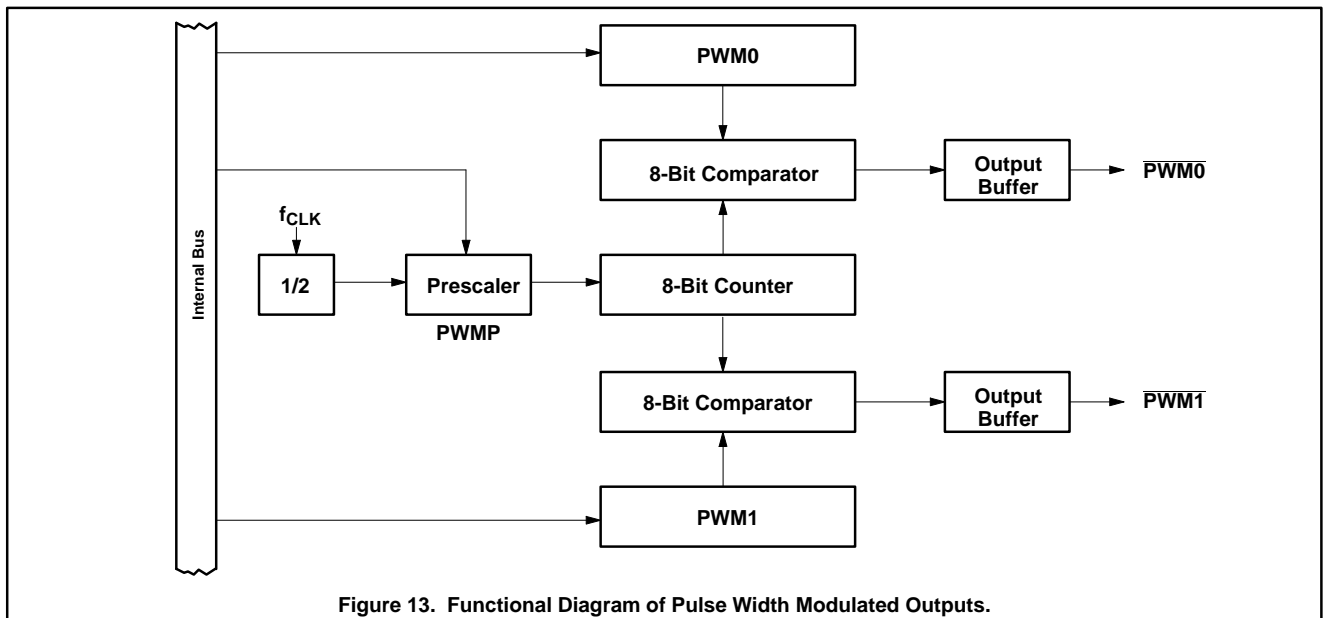 PWM0
8-Bit Comparator
Output
Buffer
PWM0
fCLK
Internal Bus
1/2
Prescaler
8-Bit Counter
PWMP
8-Bit Comparator
Output
Buffer
PWM1
PWM1
Figure 13. Functional Diagram of Pulse Width Modulated Outputs.